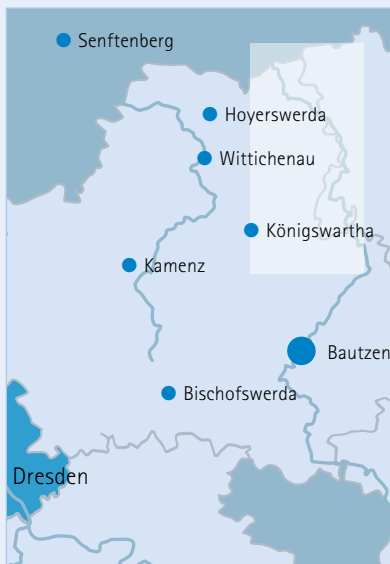 Senftenberg
Hoyerswerda
Wittichenau
Königswartha
Kamenz
Bautzen
Bischofswerda
Dresden